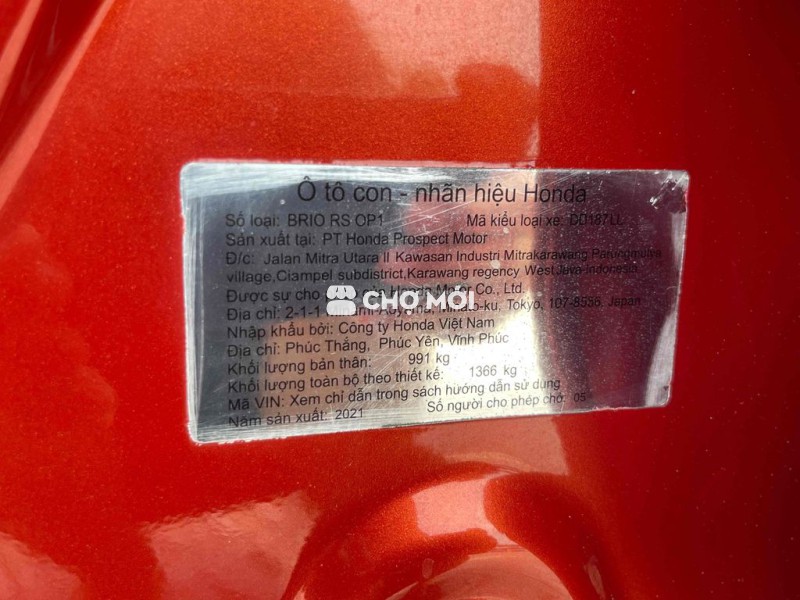 Ô tô con - nhãn hiệu Honda
Số loại: BRIO RS OP1 Mã kiểu loại xe: DD187LL
Sản xuất tại: PT Honda Prospect Motor
Đ/c: Jalan Mitra Utara II Kawasan Industri Mitrakarawang Parungmulya
village,Ciampel subdistrict,Karawang regency West Java-Indonesia
Được sự cho của Honda Motor Co., Ltd.
CHỢ MỚI
Địa chỉ: 2-1-1 Minato-ku, Tokyo, 107-8556, Japan
Nhập khẩu bởi: Công ty Honda Việt Nam
Địa chỉ: Phúc Thắng, Phúc Yên, Vĩnh Phúc
Khối lượng bản thân: 991 kg
Khối lượng toàn bộ theo thiết kế: 1366 kg
Mã VIN: Xem chỉ dẫn trong sách hướng dẫn sử dụng
Năm sản xuất: 2021 Số người cho phép chở: 05